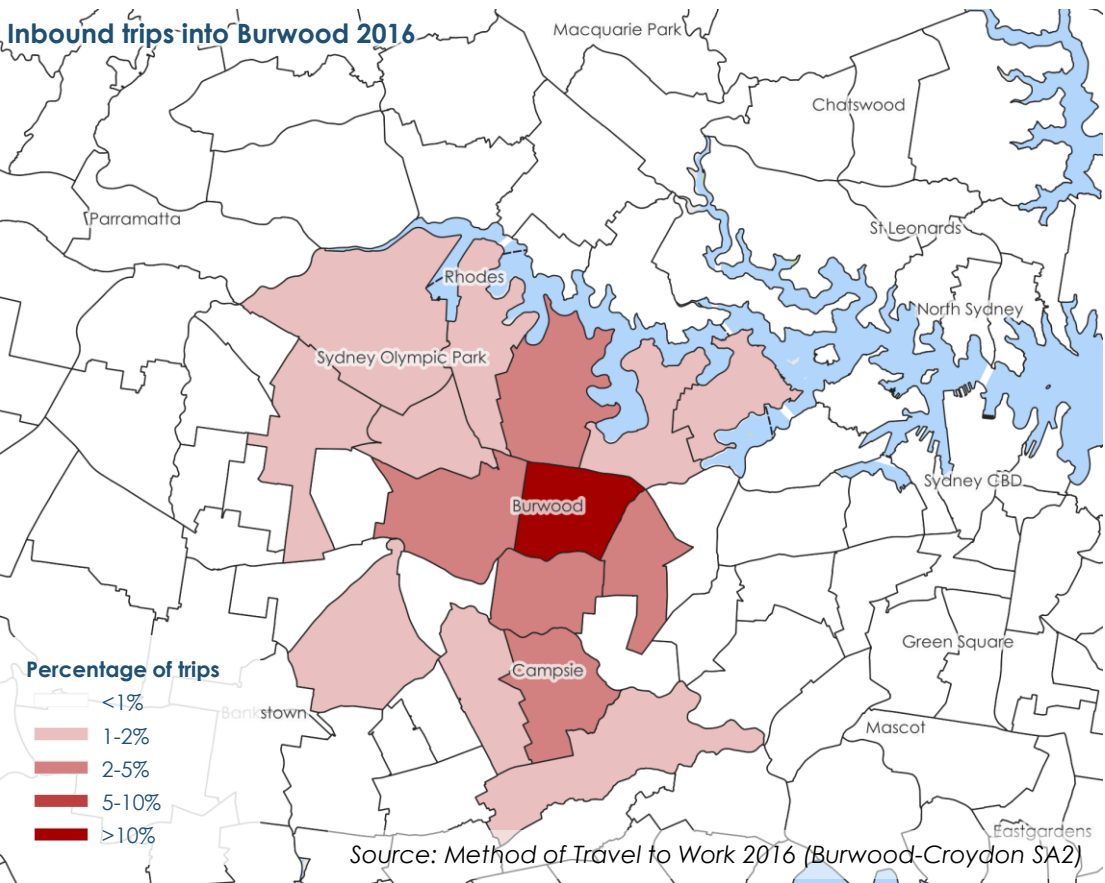 Inbound trips into Burwood 2016
Macquarie Park
Chatswood
Parramatta
St Leonards
Rhodes
North Sydney
Sydney Olympic Park
Sydney CBD
Burwood
Green Square
Campsie
Bankstown
Mascot
Eastgardens
Percentage of trips
<1%
1-2%
2-5%
5-10%
>10%
Source: Method of Travel to Work 2016 (Burwood-Croydon SA2)